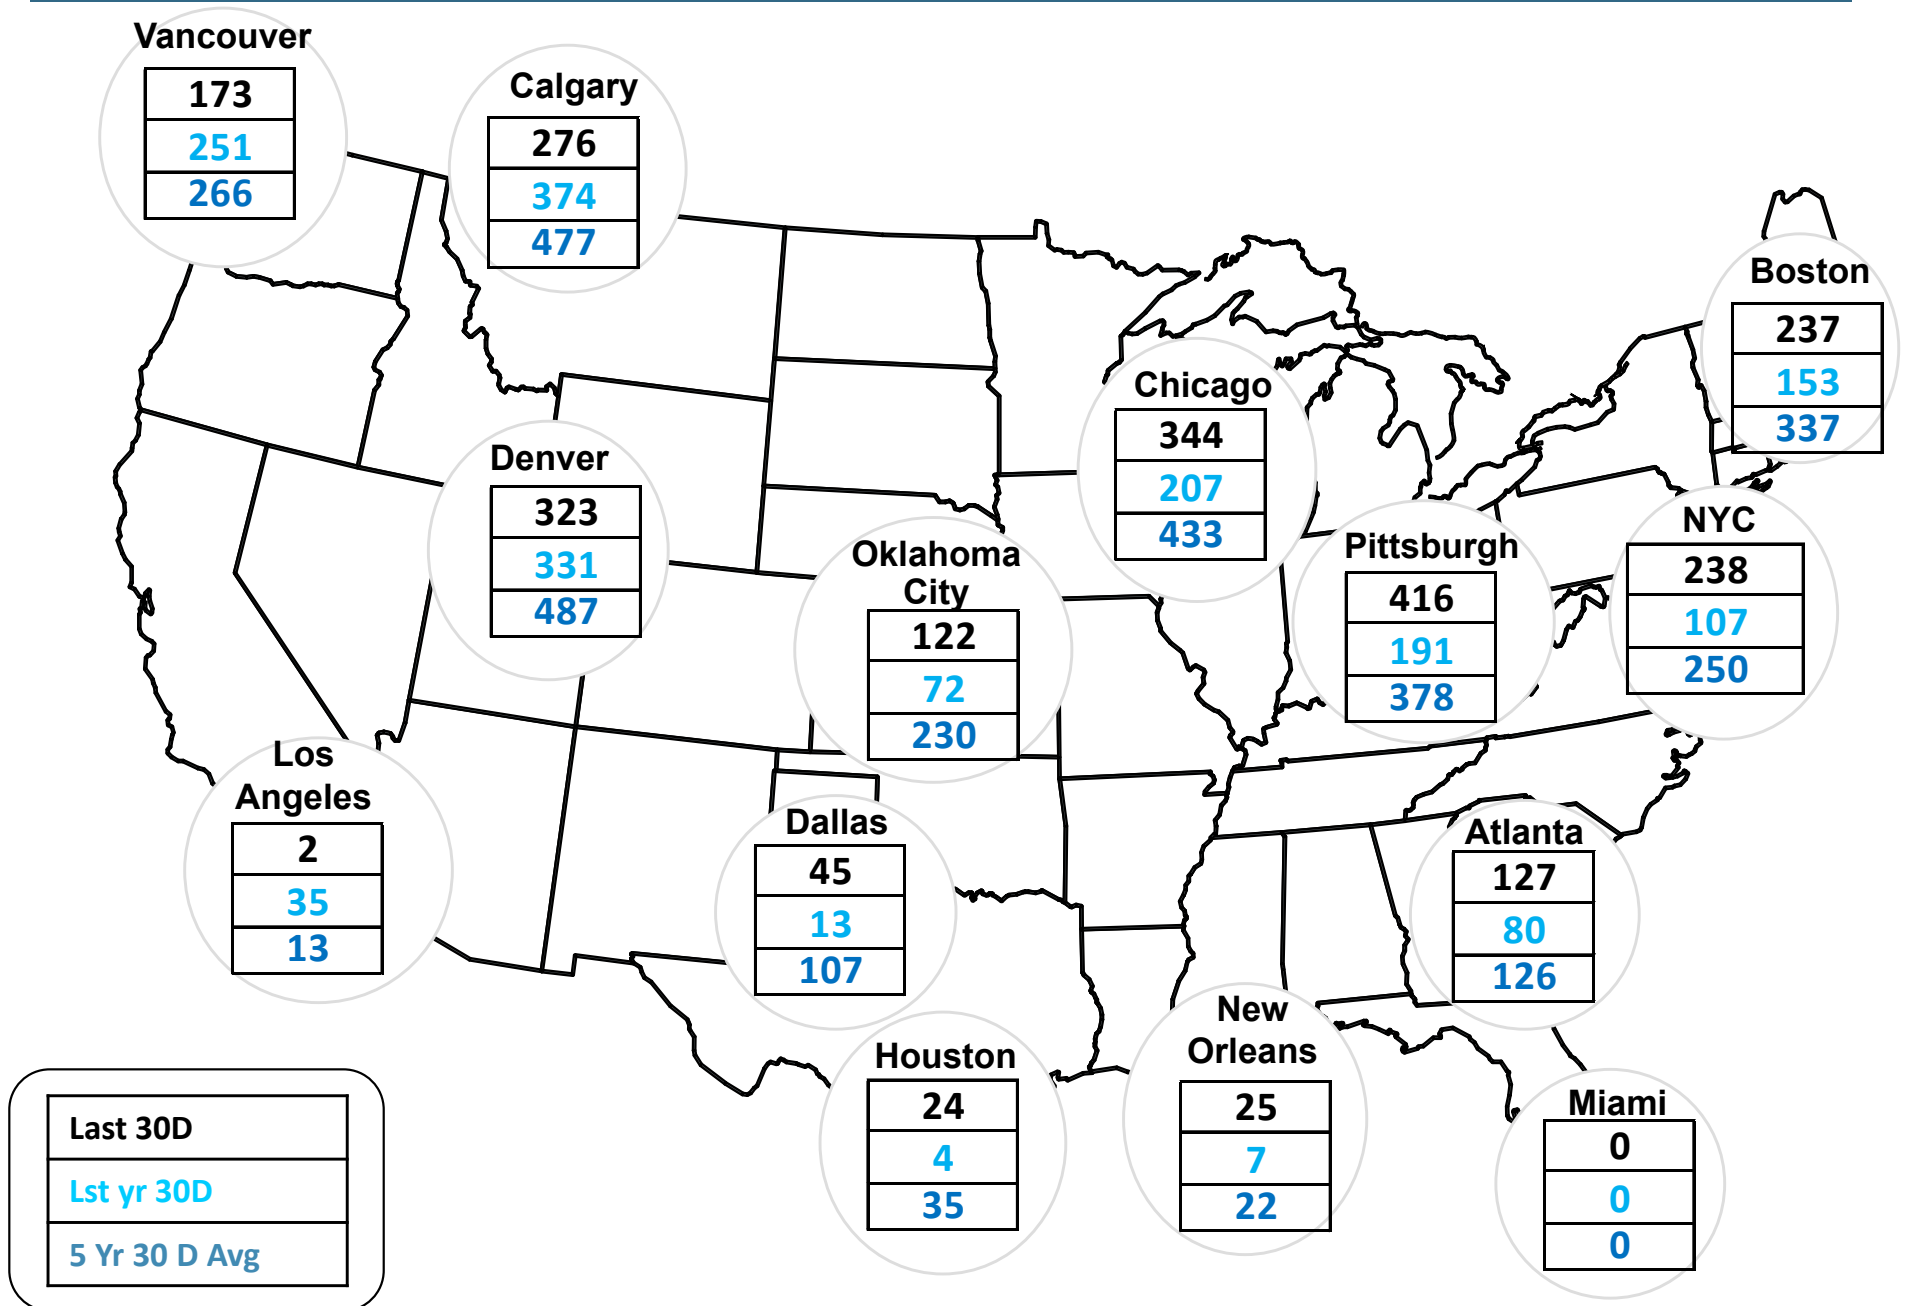 Vancouver
173
251
266
Calgary
276
374
477
Boston
237
153
337
Chicago
344
207
433
Denver
323
331
487
Oklahoma
City
122
72
230
Pittsburgh
416
191
378
NYC
238
107
250
Los
Angeles
2
35
13
Dallas
45
13
107
Atlanta
127
80
126
New
Orleans
25
7
22
Houston
24
4
35
Miami
0
0
0
Last 30D
Lst yr 30D
5 Yr 30 D Avg